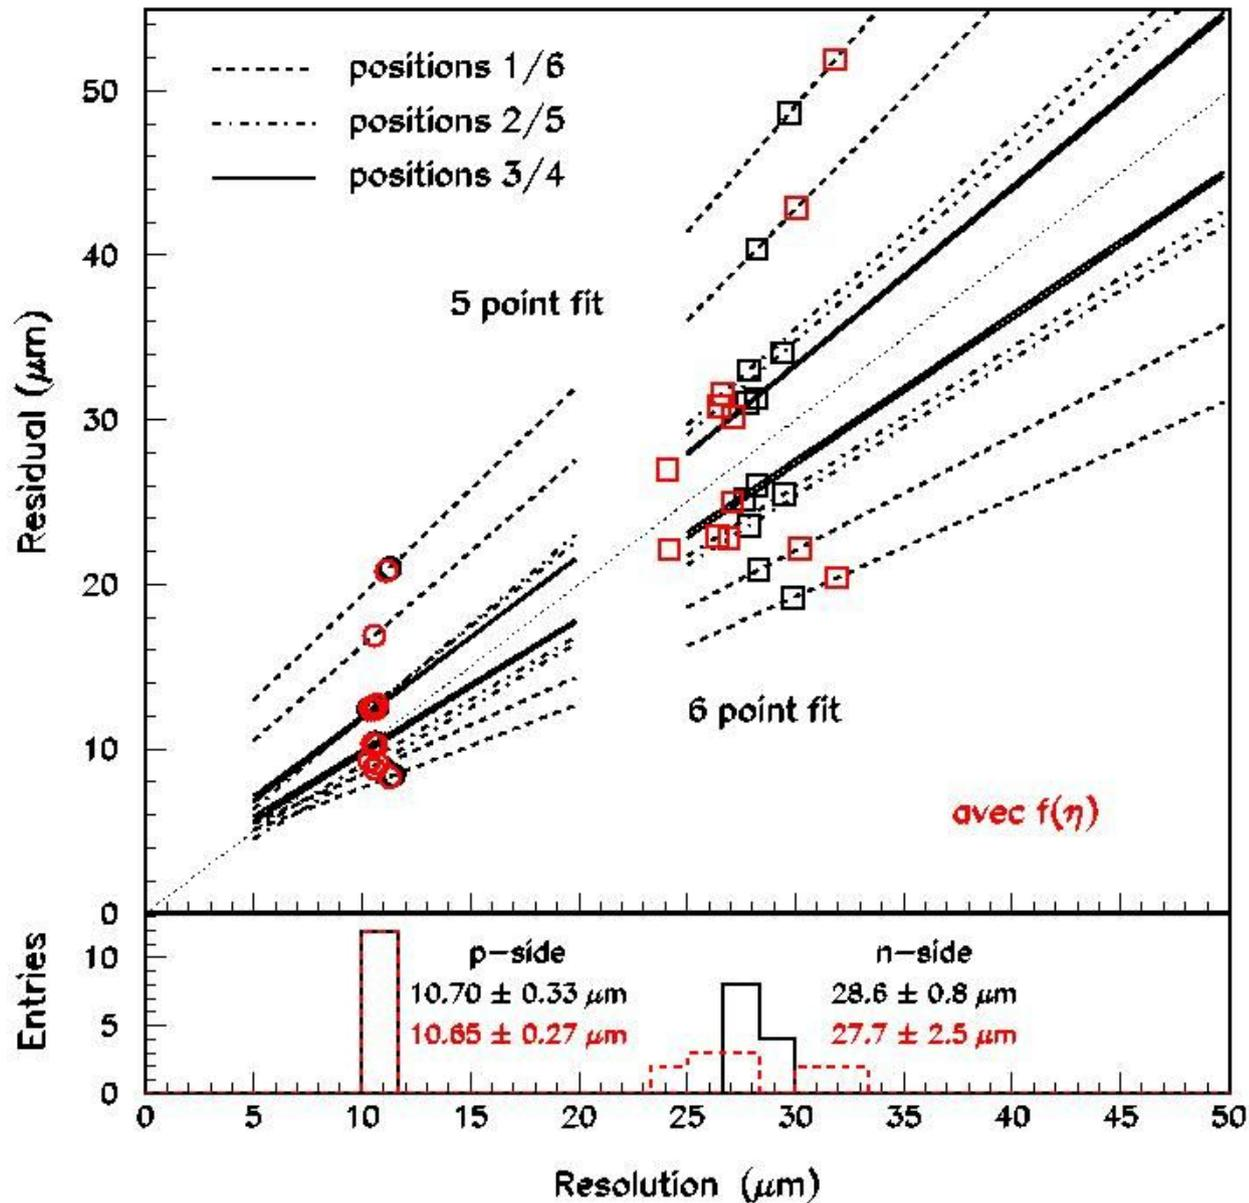 positions 1/6
positions 2/5
positions 3/4
5 point fit
6 point fit
avec f(η)
Residual (μm)
50
40
30
20
10
0
Entries
10
5
0
p-side
10.70 ± 0.33 μm
10.65 ± 0.27 μm
n-side
28.6 ± 0.8 μm
27.7 ± 2.5 μm
0 5 10 15 20 25 30 35 40 45 50
Resolution (μm)